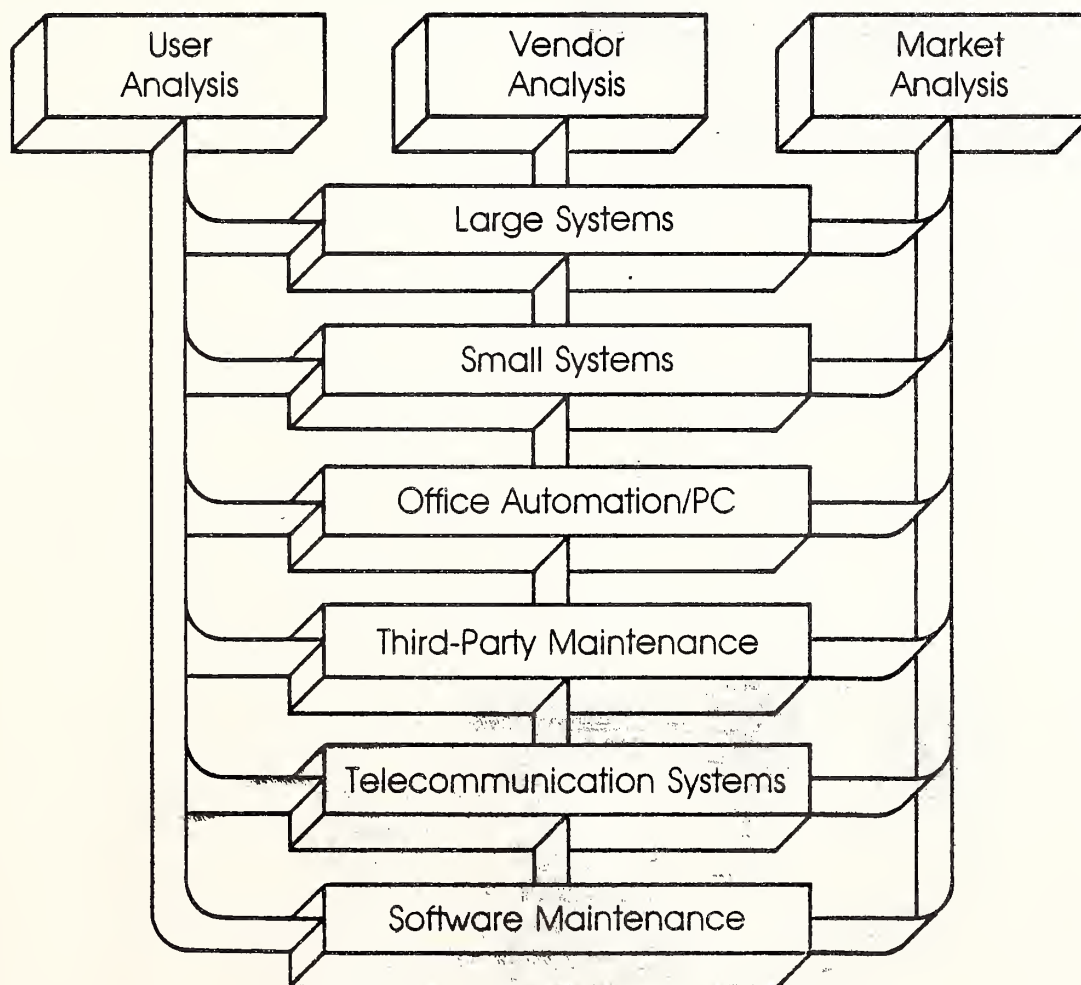 User
Analysis
Vendor
Analysis
Market
Analysis
Large Systems
Small Systems
Office Automation/PC
Third-Party Maintenance
Telecommunication Systems
Software Maintenance